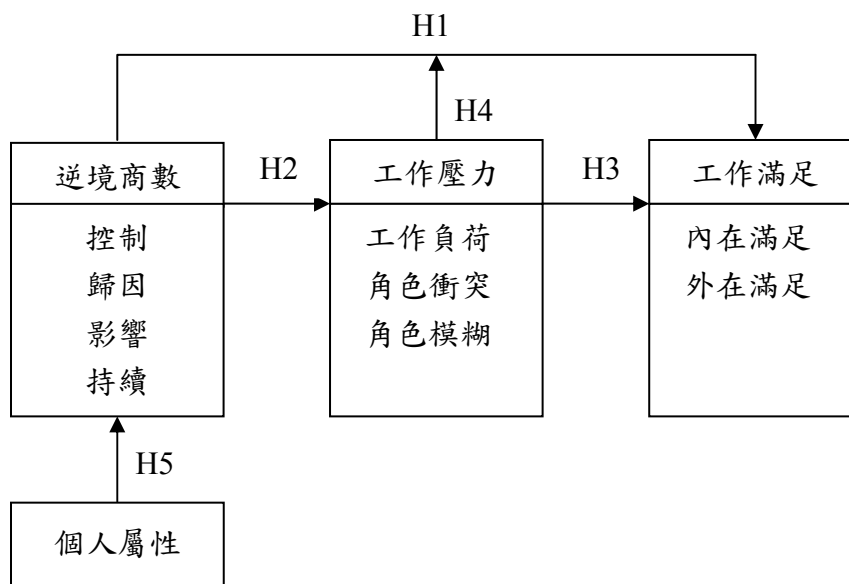 H1
H4
逆境商數
H2
工作壓力
H3
工作滿足
控制
歸因
影響
持續
工作負荷
角色衝突
角色模糊
內在滿足
外在滿足
H5
個人屬性